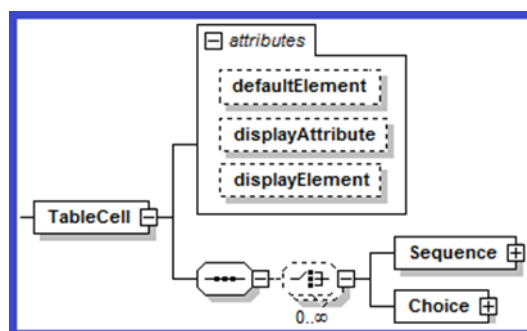 attributes
defaultElement
displayAttribute
displayElement
TableCell
Sequence
0..∞
Choice